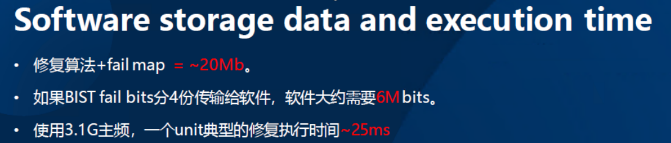 Software storage data and execution time
• 修复算法+fail map = ~20Mb。
• 如果BIST fail bits分4份传输给软件，软件大约需要6M bits。
• 使用3.1G主频，一个unit典型的修复执行时间~25ms